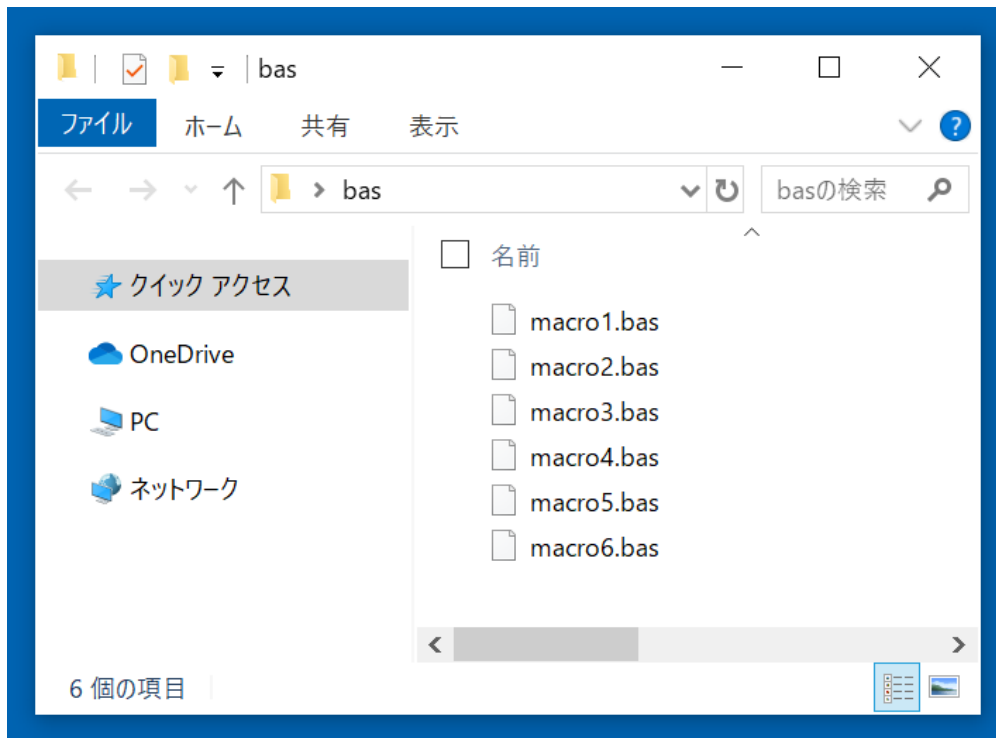 bas
ファイル ホーム 共有 表示 ?
bas basの検索
名前
クイック アクセス
OneDrive
PC
ネットワーク
macro1.bas
macro2.bas
macro3.bas
macro4.bas
macro5.bas
macro6.bas
6 個の項目